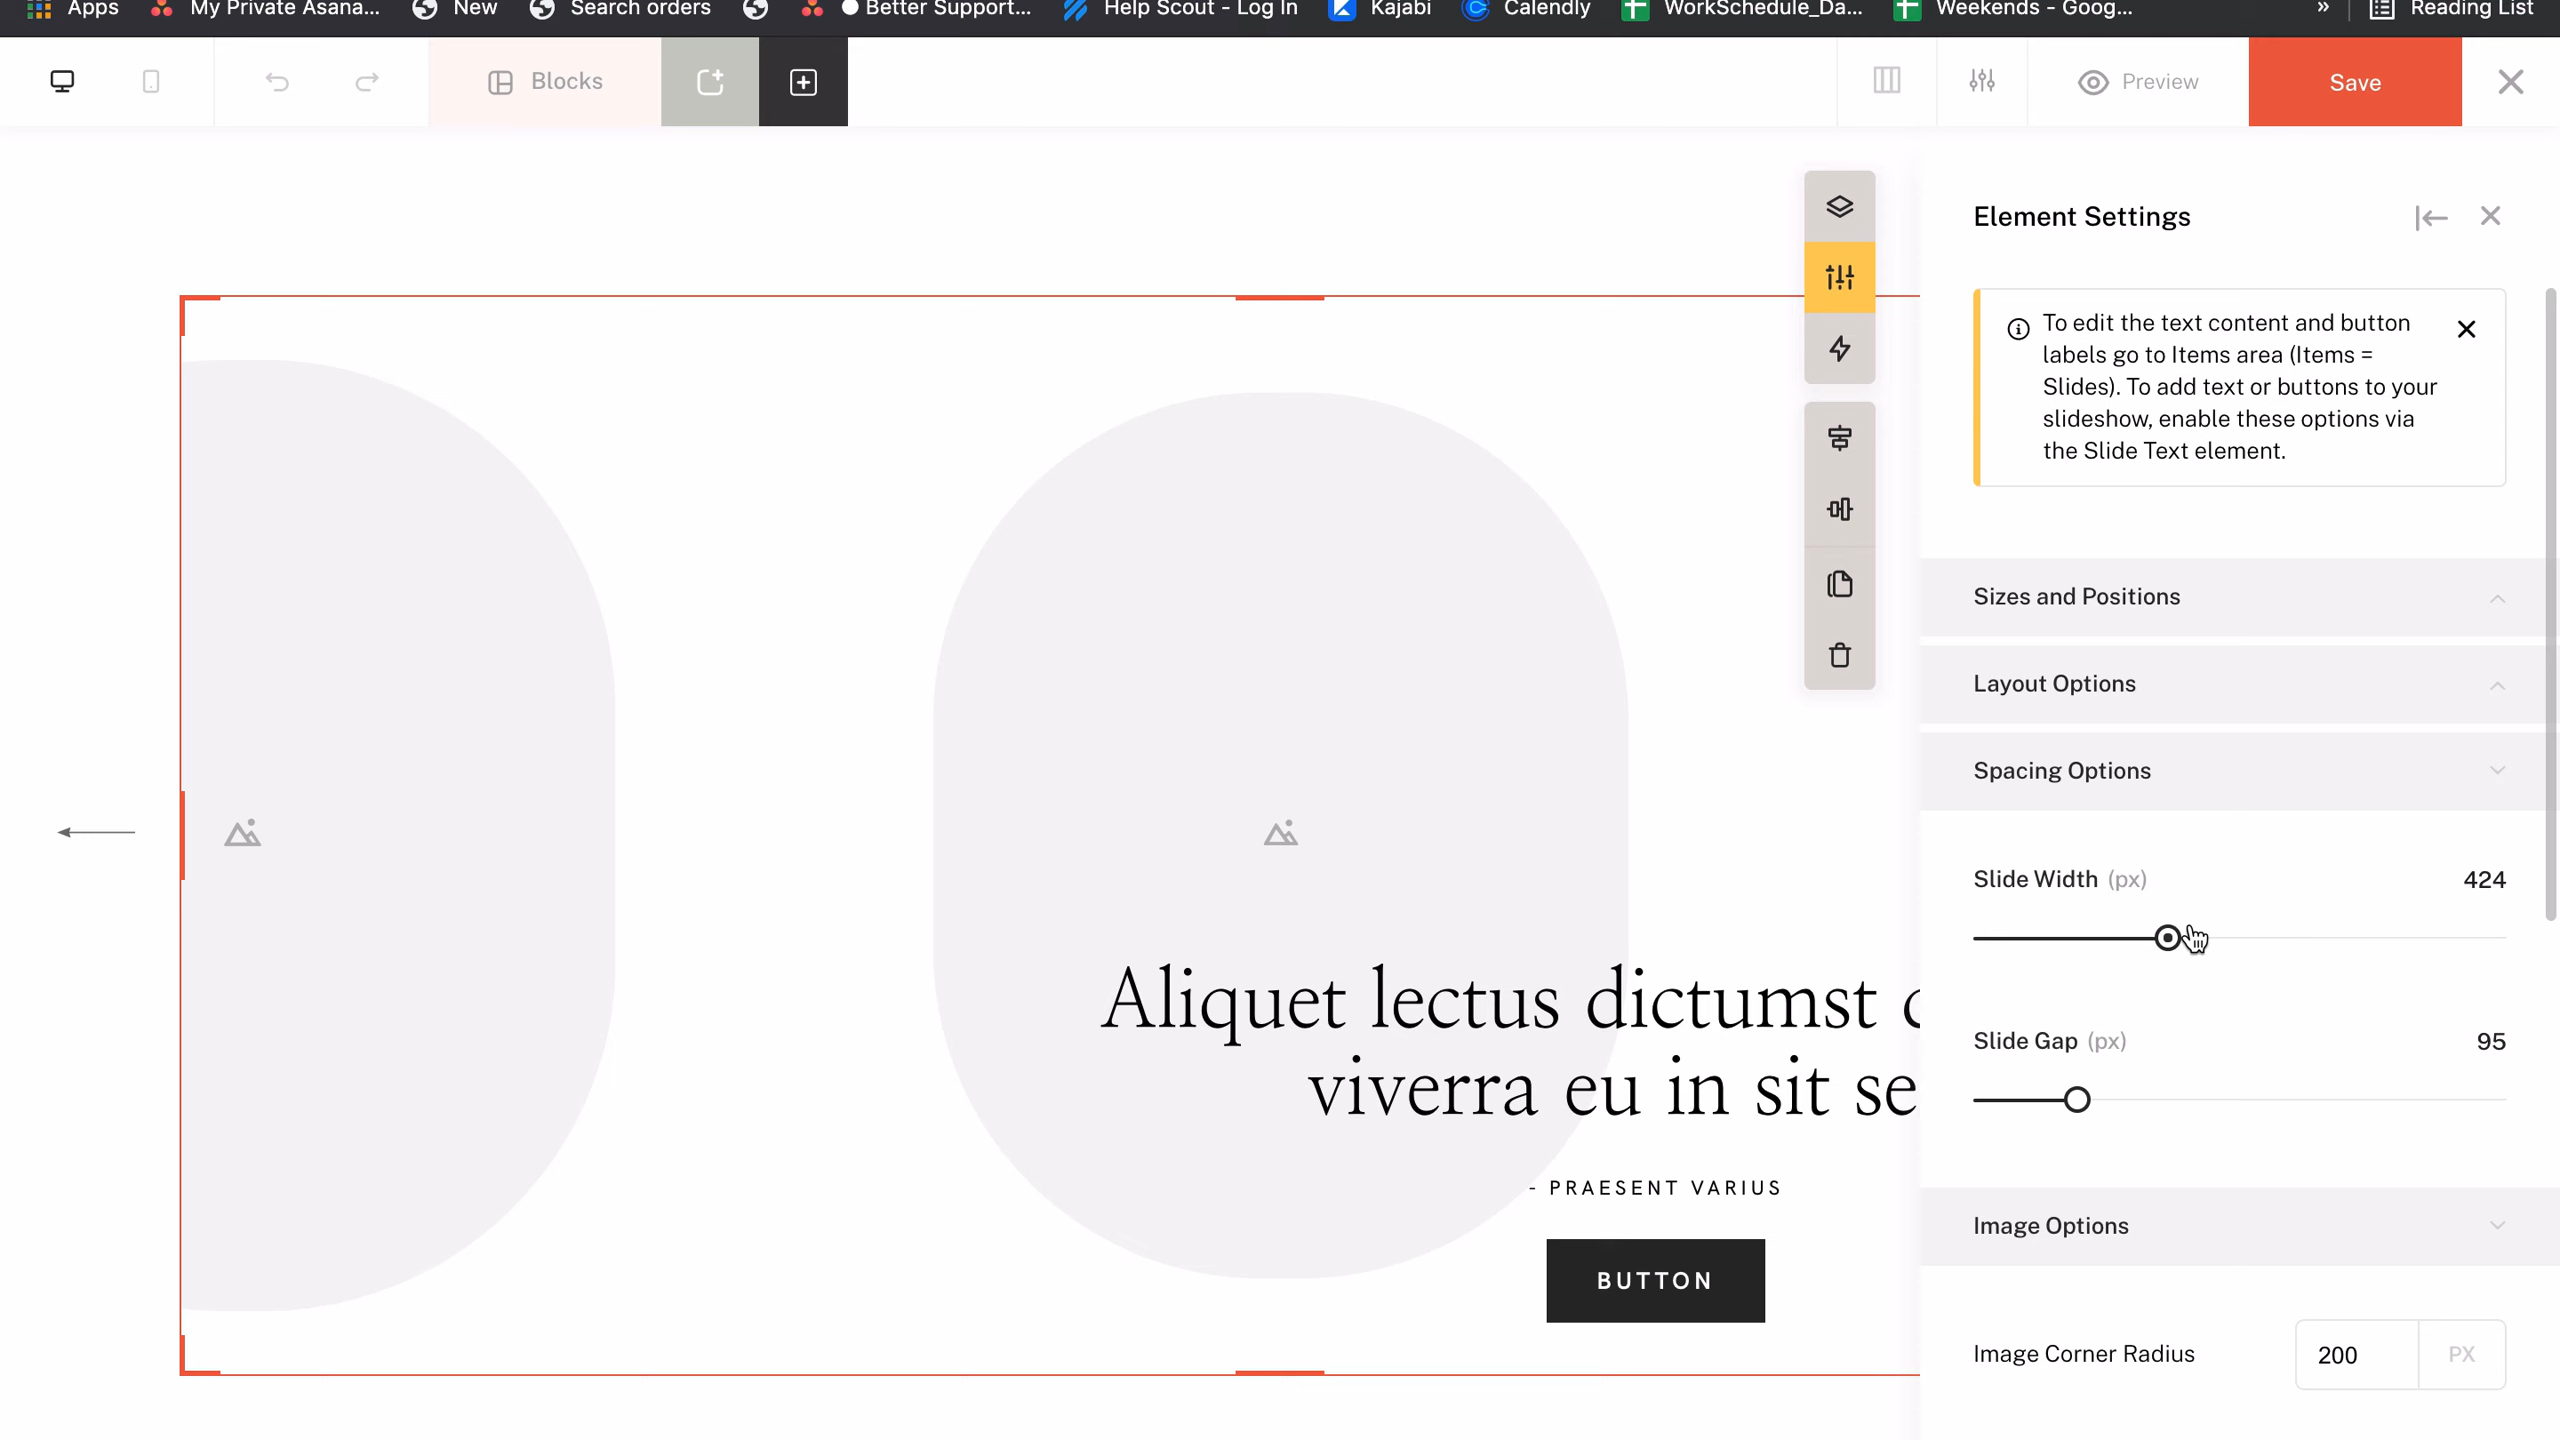 Apps My Private Asana... New Search orders Better Support... Help Scout - Log In Kajabi Calendly WorkSchedule_Da... Weekends - Goog... » Reading List
Blocks Preview Save
Element Settings
To edit the text content and button
labels go to Items area (Items =
Slides). To add text or buttons to your
slideshow, enable these options via
the Slide Text element.
Sizes and Positions
Layout Options
Spacing Options
Slide Width (px) 424
Slide Gap (px) 95
Image Options
Image Corner Radius 200 PX
Aliquet lectus dictumst
viverra eu in sit se
- PRAESENT VARIUS
BUTTON